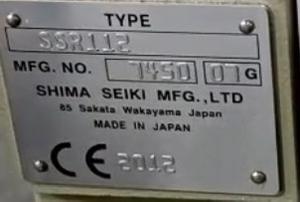 TYPE
SSR112
MFG. NO. 7450 07 G
SHIMA SEIKI MFG.,LTD
85 Sakata Wakayama Japan
MADE IN JAPAN
CE 2012